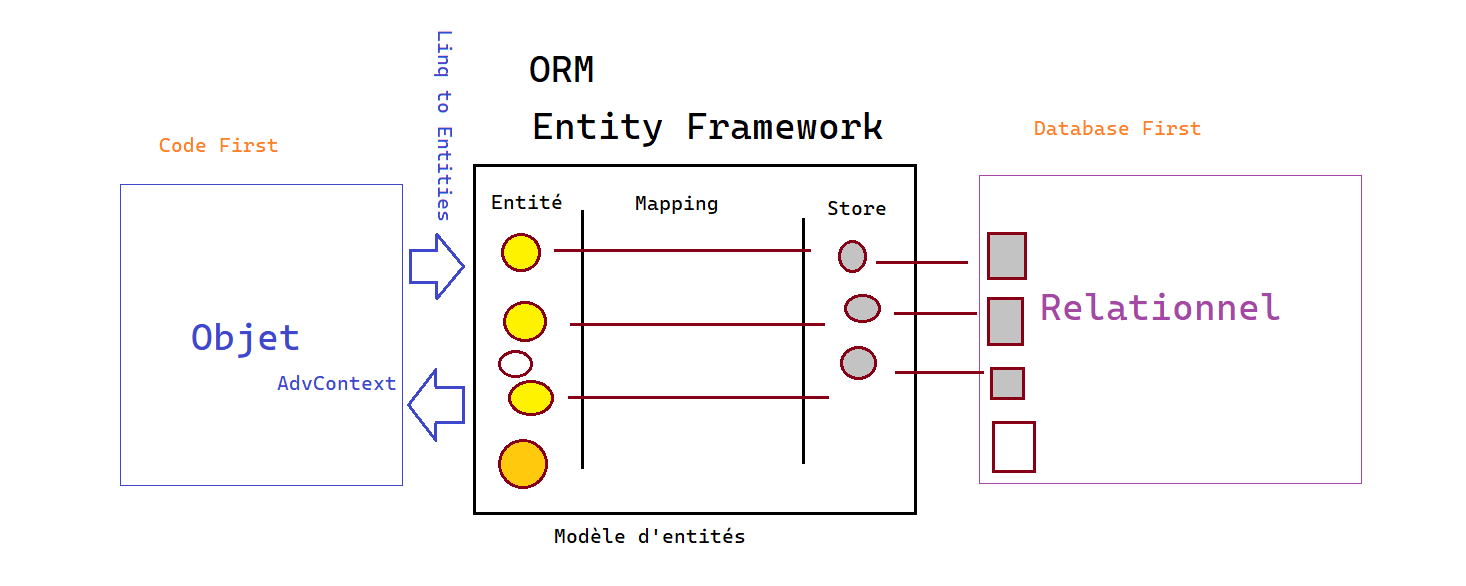 ORM
Entity Framework
Linq to Entities
Code First
Database First
Entité
Mapping
Store
Objet
AdvContext
Relationnel
Modèle d'entités